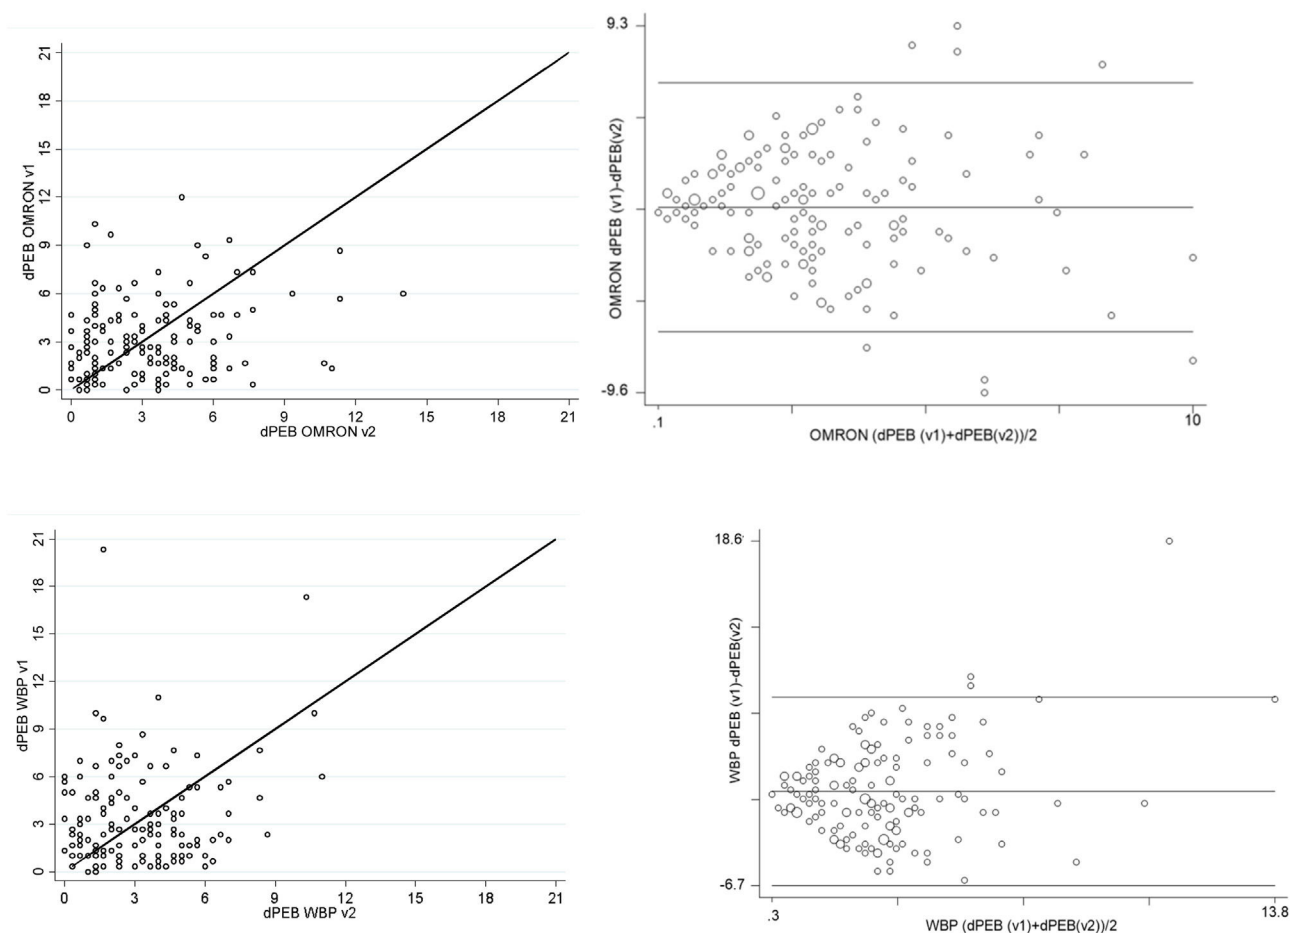 21
18
15
12
9
6
3
0
dPEB OMRON v1
0 3 6 9 12 15 18 21
dPEB OMRON v2
9.3
-9.6
OMRON dPEB (v1)-dPEB(v2)
.1 10
OMRON (dPEB (v1)+dPEB(v2))/2
21
18
15
12
9
6
3
0
dPEB WBP v1
0 3 6 9 12 15 18 21
dPEB WBP v2
18.6
-6.7
WBP dPEB (v1)-dPEB(v2)
.3 13.8
WBP (dPEB (v1)+dPEB(v2))/2